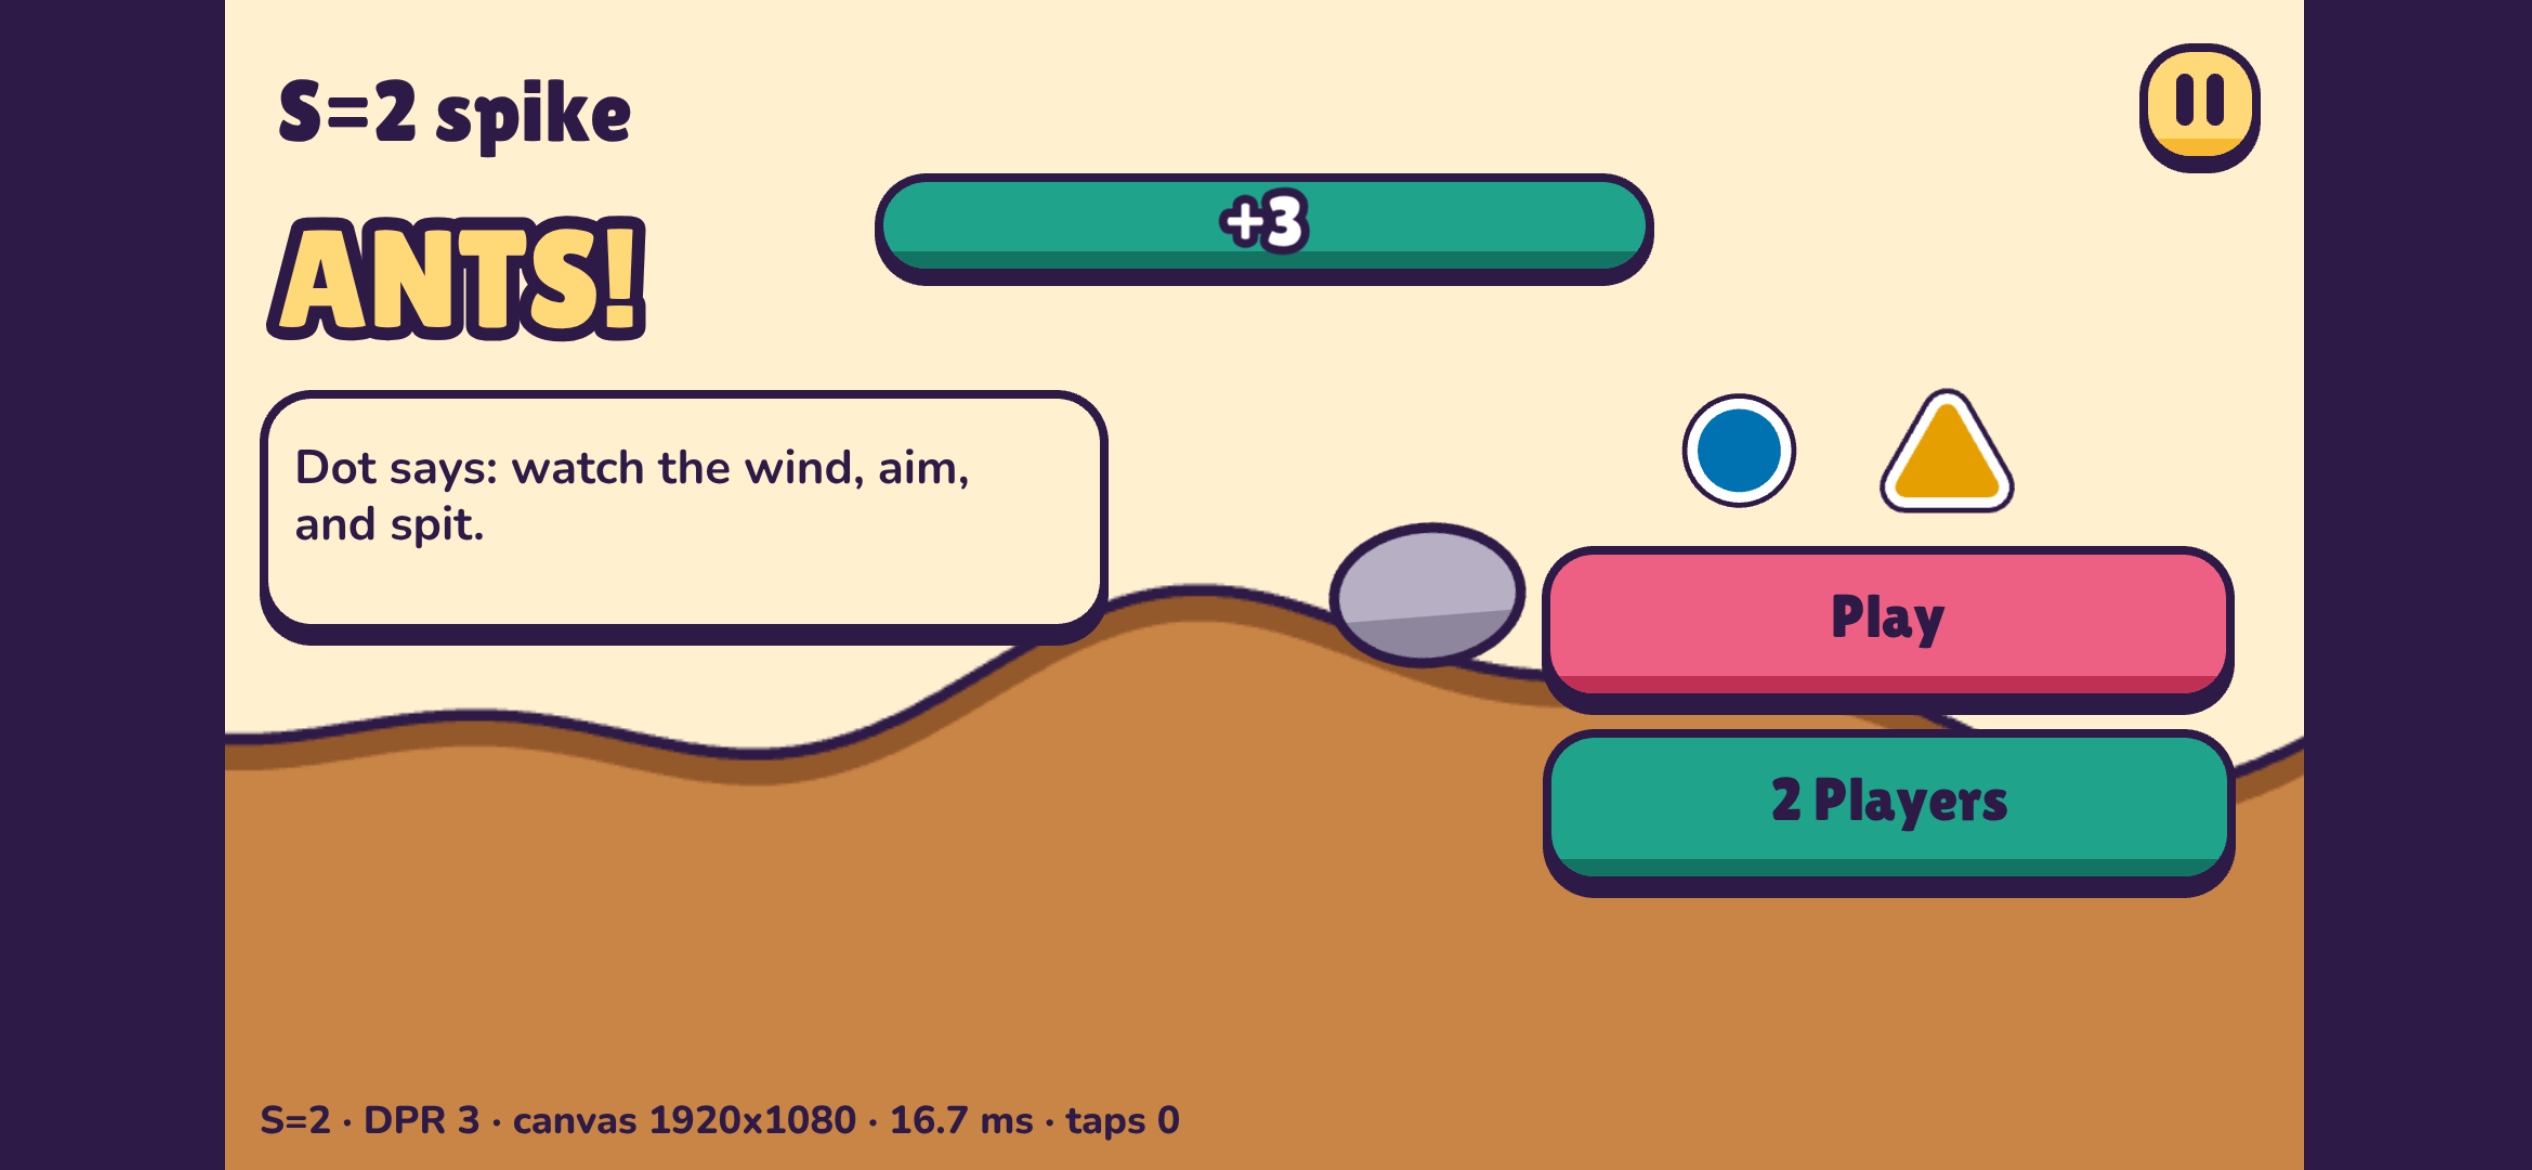 S=2 spike
+3
ANTS!
Dot says: watch the wind, aim,
and spit.
Play
2 Players
S=2 · DPR 3 · canvas 1920x1080 · 16.7 ms · taps 0